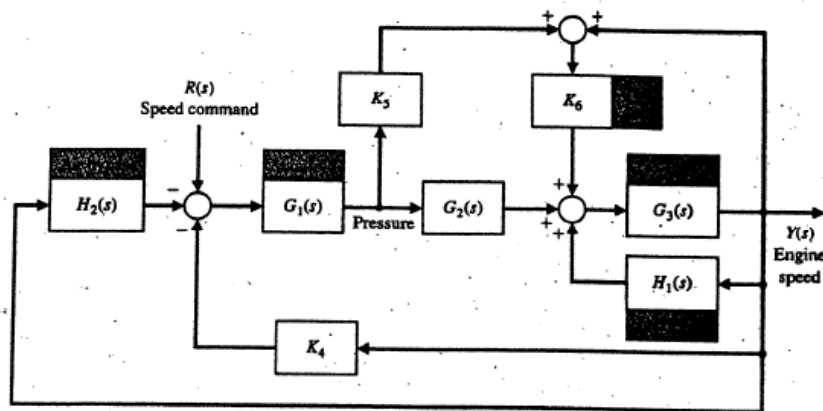 + +
R(s)
Speed command
K5
K6
−
+
H2(s)
G1(s)
G2(s)
G3(s)
−
Pressure
+
+
Y(s)
Engine
speed
H1(s)
K4